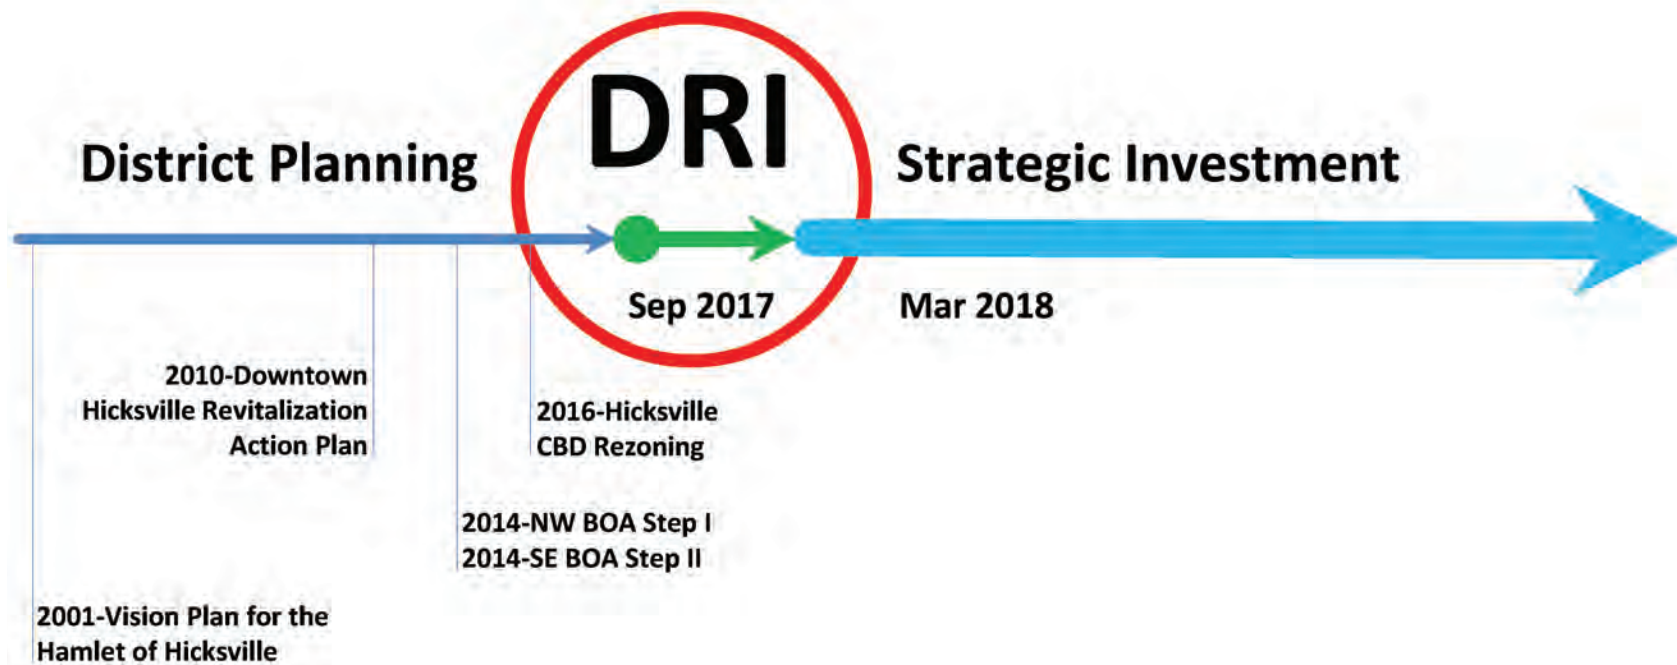 District Planning
DRI
Strategic Investment
Sep 2017
Mar 2018
2010-Downtown
Hicksville Revitalization
Action Plan
2016-Hicksville
CBD Rezoning
2014-NW BOA Step I
2014-SE BOA Step II
2001-Vision Plan for the
Hamlet of Hicksville